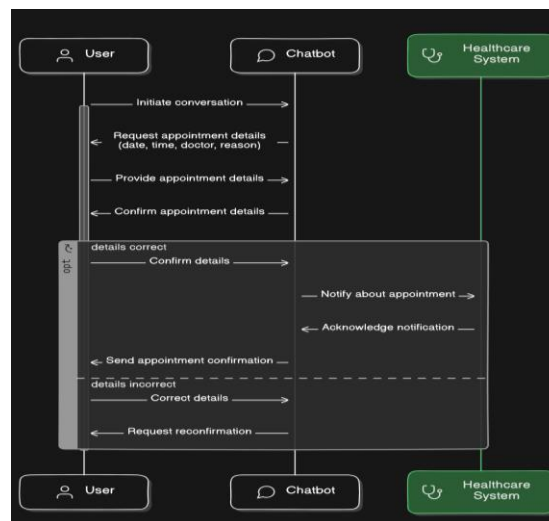 User
Chatbot
Healthcare
System
Initiate conversation
Request appointment details
(date, time, doctor, reason)
Provide appointment details
Confirm appointment details
opt
details correct
Confirm details
Notify about appointment
Acknowledge notification
Send appointment confirmation
details incorrect
Correct details
Request reconfirmation
User
Chatbot
Healthcare
System